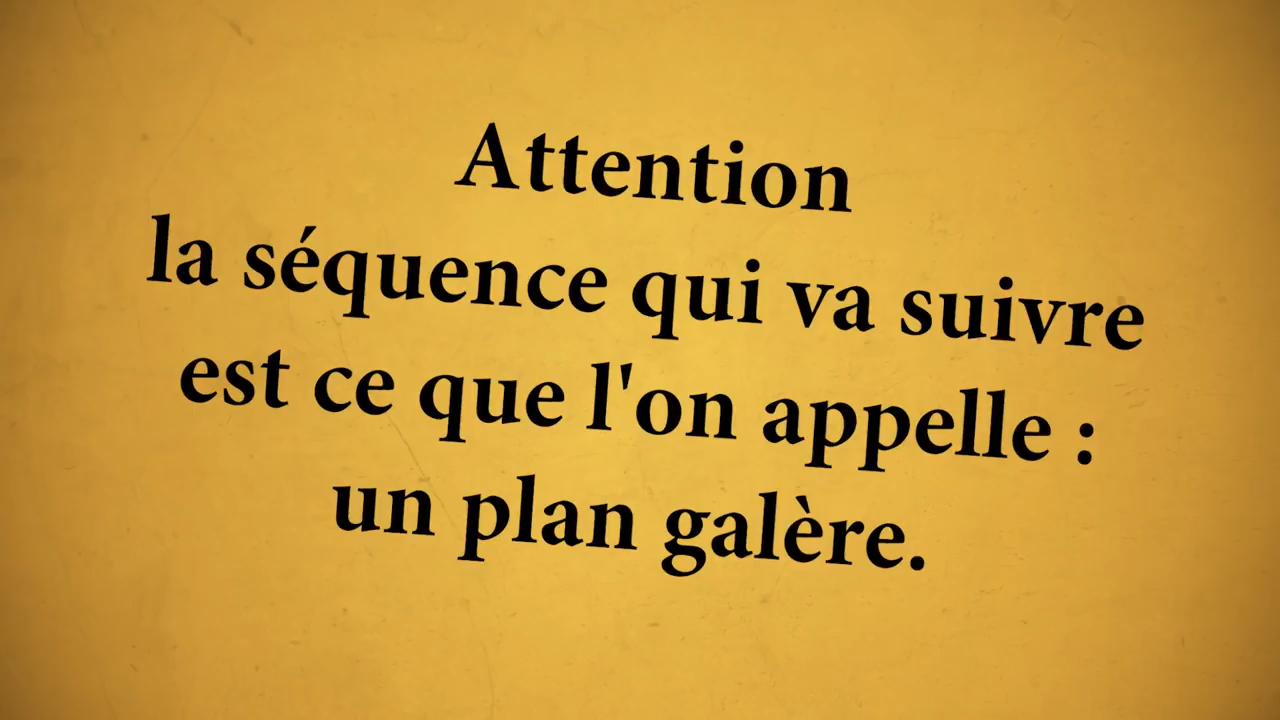 Attention
la séquence qui va suivre
est ce que l'on appelle :
un plan galère.